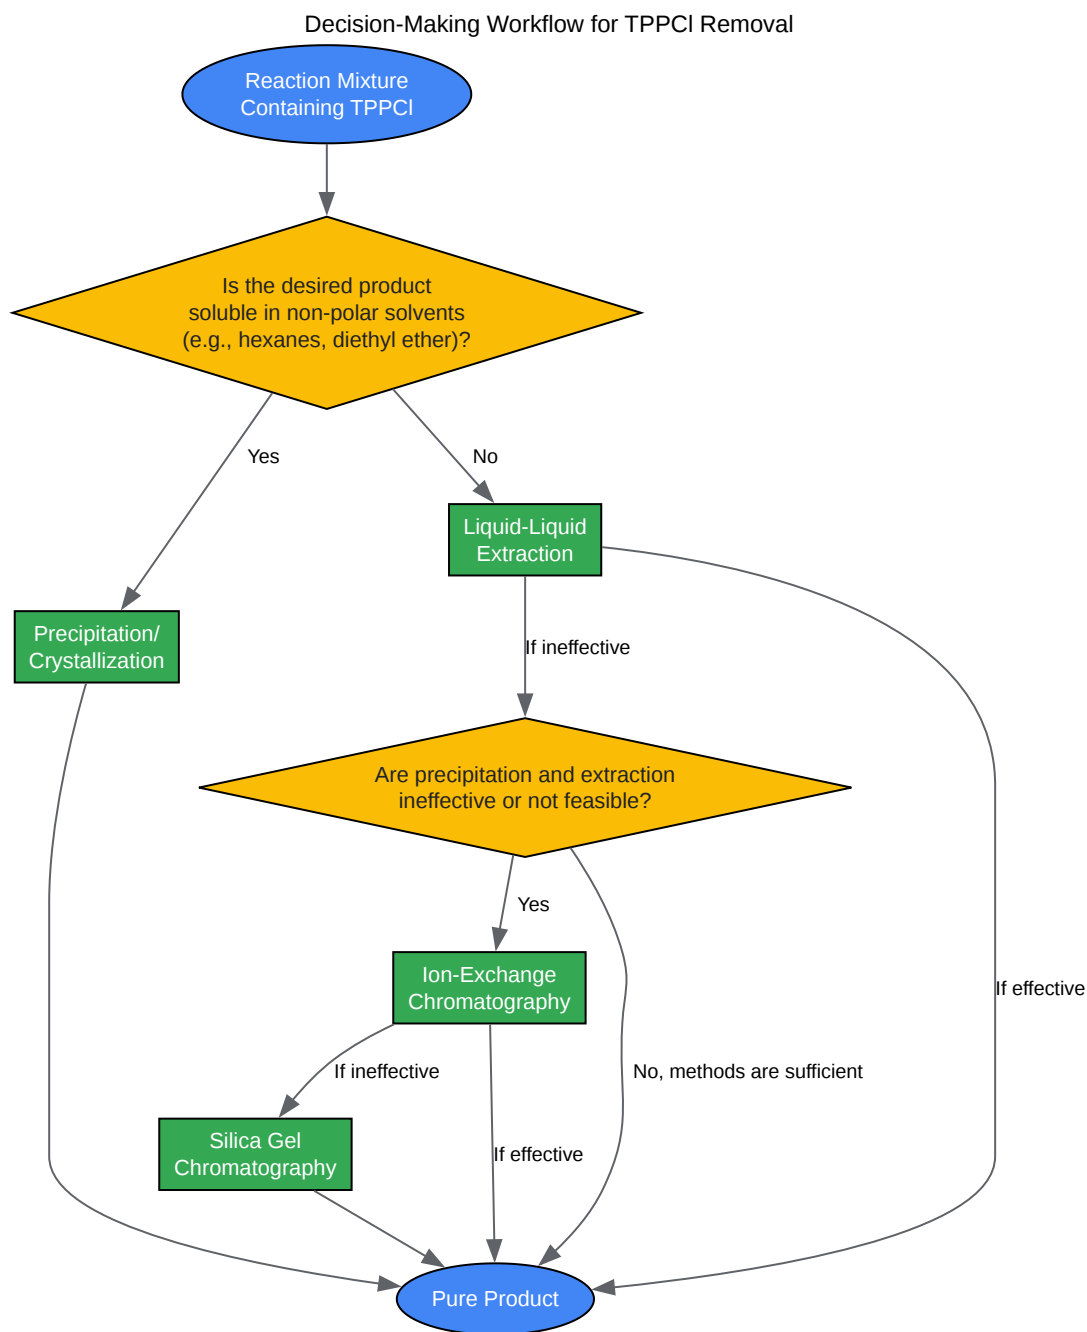 Decision-Making Workflow for TPPCl Removal
Reaction Mixture
Containing TPPCl
Is the desired product
soluble in non-polar solvents
(e.g., hexanes, diethyl ether)?
Yes
No
Liquid-Liquid
Extraction
Precipitation/
Crystallization
If ineffective
Are precipitation and extraction
ineffective or not feasible?
Yes
Ion-Exchange
Chromatography
If effective
If ineffective
No, methods are sufficient
Silica Gel
Chromatography
If effective
Pure Product